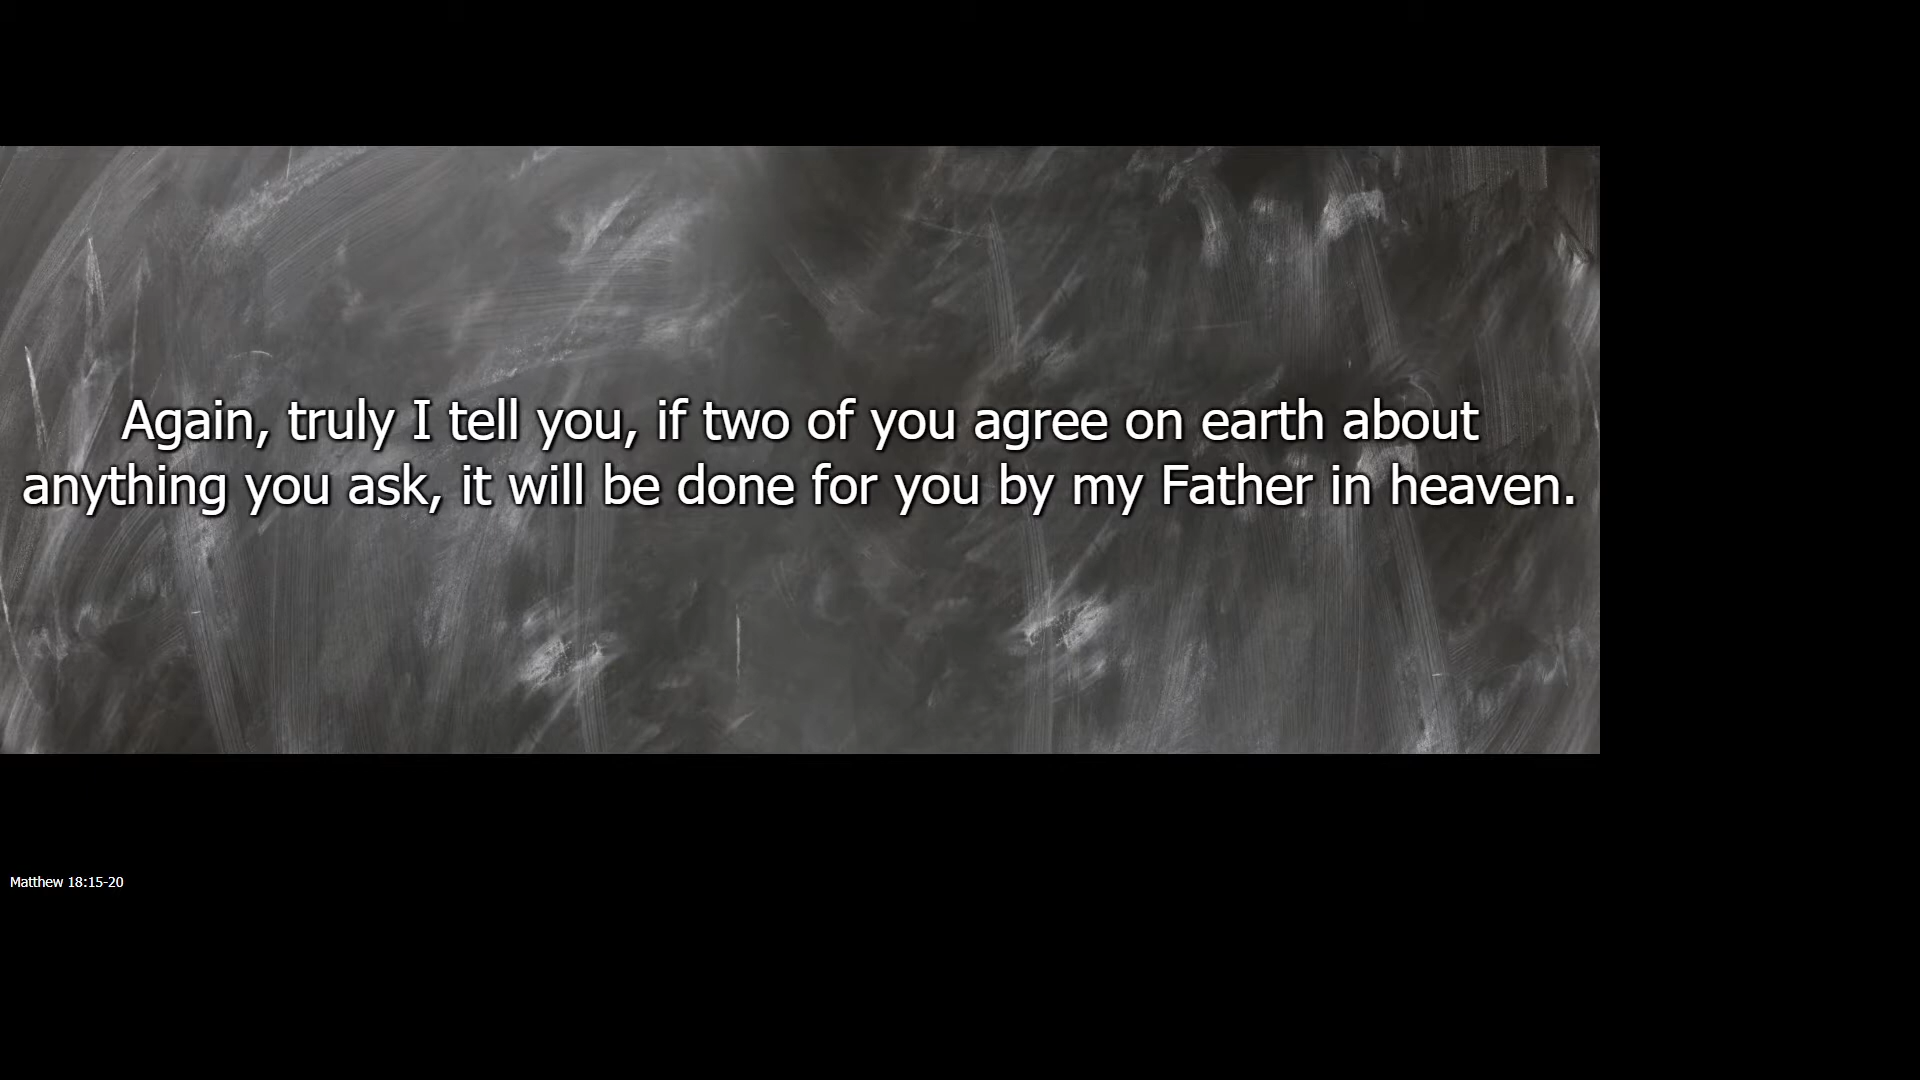 Again, truly I tell you, if two of you agree on earth about
anything you ask, it will be done for you by my Father in heaven.
Matthew 18:15-20